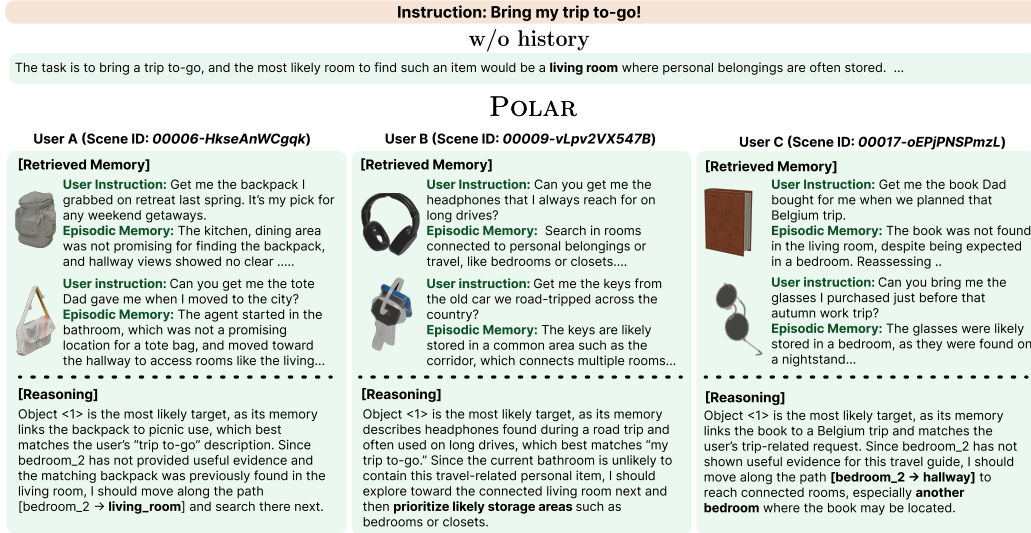 Instruction: Bring my trip to-go!
w/o history
The task is to bring a trip to-go, and the most likely room to find such an item would be a living room where personal belongings are often stored.  ...
POLAR
User A (Scene ID: 00006-HkseAnWCgqk)
[Retrieved Memory]
User Instruction: Get me the backpack I
grabbed on retreat last spring. It's my pick for
any weekend getaways.
Episodic Memory: The kitchen, dining area
was not promising for finding the backpack,
and hallway views showed no clear .....
User instruction: Can you get me the tote
Dad gave me when I moved to the city?
Episodic Memory: The agent started in the
bathroom, which was not a promising
location for a tote bag, and moved toward
the hallway to access rooms like the living...
[Reasoning]
Object <1> is the most likely target, as its memory
links the backpack to picnic use, which best
matches the user's "trip to-go" description. Since
bedroom_2 has not provided useful evidence and
the matching backpack was previously found in the
living room, I should move along the path
[bedroom_2 → living_room] and search there next.
User B (Scene ID: 00009-vLpv2VX547B)
[Retrieved Memory]
User Instruction: Can you get me the
headphones that I always reach for on
long drives?
Episodic Memory:  Search in rooms
connected to personal belongings or
travel, like bedrooms or closets....
User instruction: Get me the keys from
the old car we road-tripped across the
country?
Episodic Memory: The keys are likely
stored in a common area such as the
corridor, which connects multiple rooms...
[Reasoning]
Object <1> is the most likely target, as its memory
describes headphones found during a road trip and
often used on long drives, which best matches "my
trip to-go." Since the current bathroom is unlikely to
contain this travel-related personal item, I should
explore toward the connected living room next and
then prioritize likely storage areas such as
bedrooms or closets.
User C (Scene ID: 00017-oEPjPNSPmzL)
[Retrieved Memory]
User Instruction: Get me the book Dad
bought for me when we planned that
Belgium trip.
Episodic Memory: The book was not found
in the living room, despite being expected
in a bedroom. Reassessing ..
User instruction: Can you bring me the
glasses I purchased just before that
autumn work trip?
Episodic Memory: The glasses were likely
stored in a bedroom, as they were found on
a nightstand...
[Reasoning]
Object <1> is the most likely target, as its memory
links the book to a Belgium trip and matches the
user's trip-related request. Since bedroom_2 has not
shown useful evidence for this travel guide, I should
move along the path [bedroom_2 → hallway] to
reach connected rooms, especially another
bedroom where the book may be located.